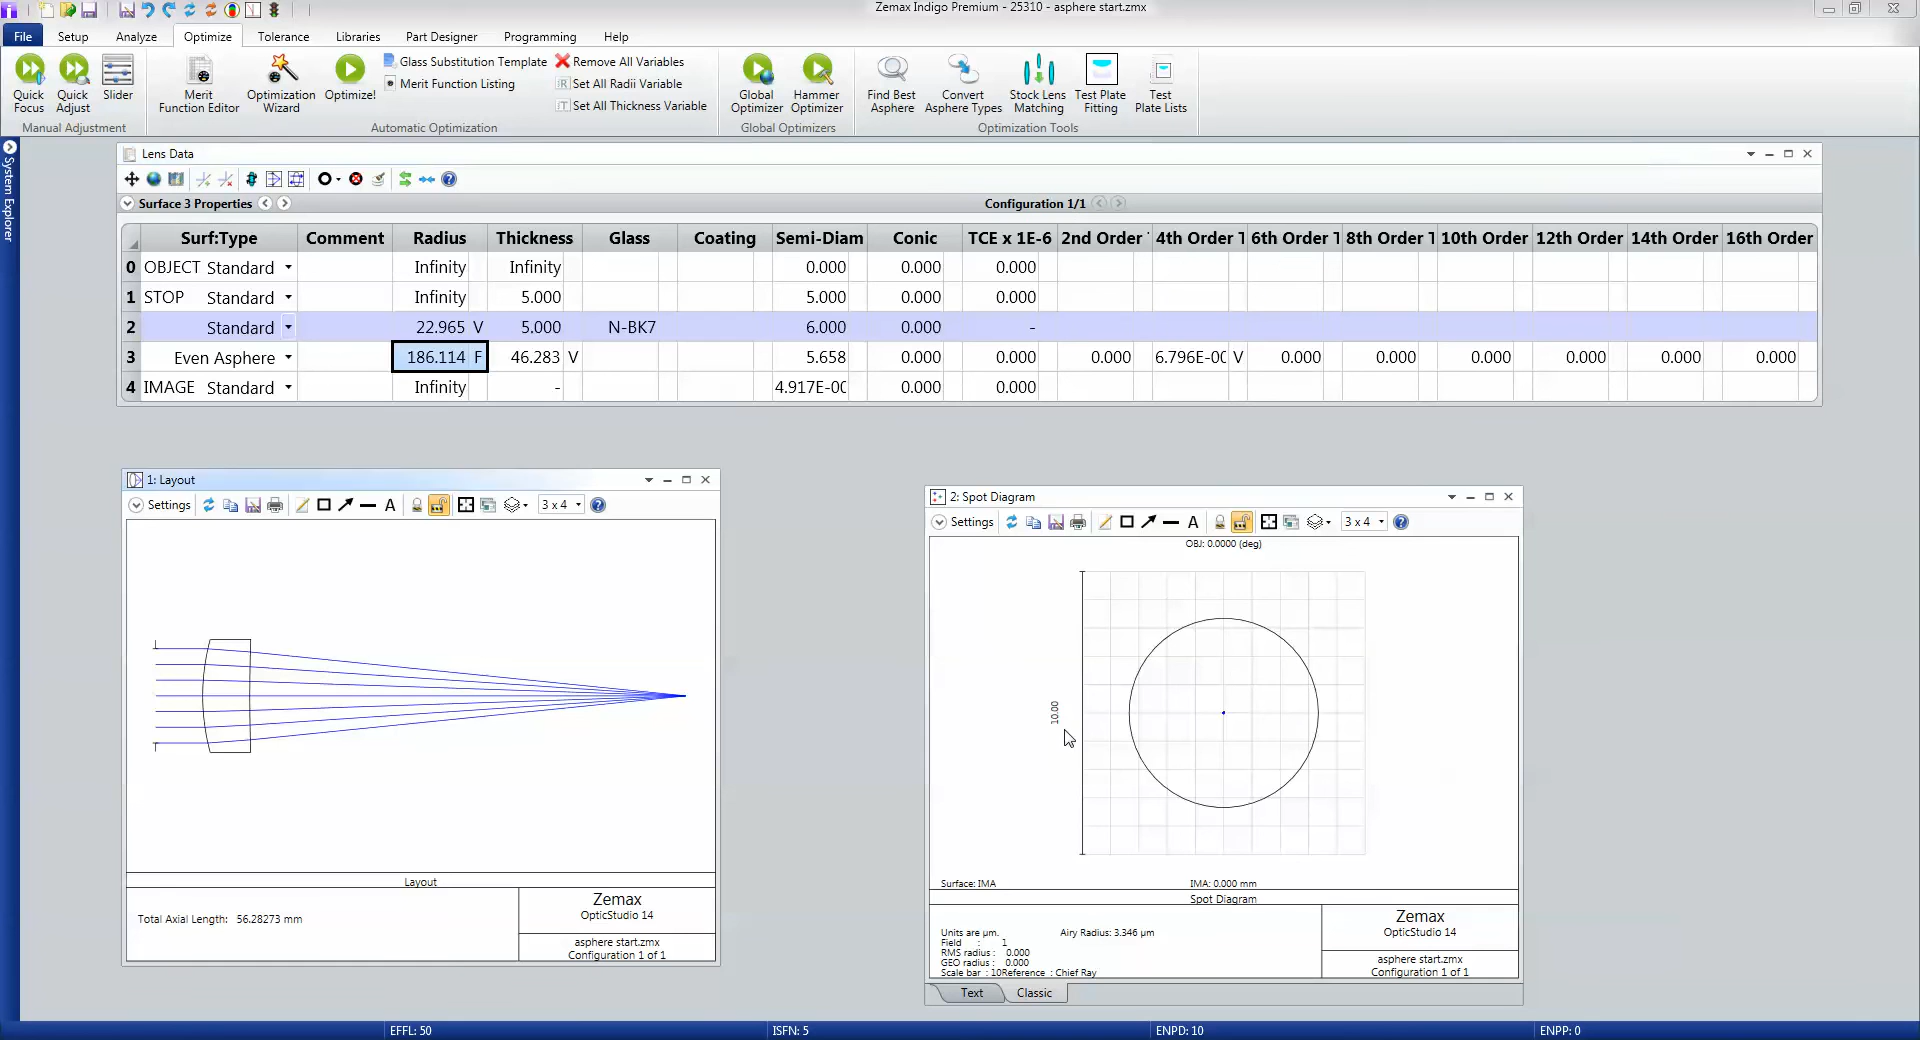 Zemax Indigo Premium - 25310 - asphere start.zmx
File Setup Analyze Optimize Tolerance Libraries Part Designer Programming Help
Quick Focus
Quick Adjust
Slider
Manual Adjustment
Merit Function Editor
Optimization Wizard
Optimize!
Glass Substitution Template
Merit Function Listing
Remove All Variables
Set All Radii Variable
Set All Thickness Variable
Automatic Optimization
Global Optimizer
Hammer Optimizer
Global Optimizers
Find Best Asphere
Convert Asphere Types
Stock Lens Matching
Test Plate Fitting
Test Plate Lists
Optimization Tools
System Explorer
Lens Data
Surface 3 Properties Configuration 1/1
Surf:Type Comment Radius Thickness Glass Coating Semi-Diam Conic TCE x 1E-6 2nd Order 4th Order T 6th Order T 8th Order T 10th Order 12th Order 14th Order 16th Order
0 OBJECT Standard Infinity Infinity 0.000 0.000 0.000
1 STOP Standard Infinity 5.000 5.000 0.000 0.000
2 Standard 22.965 V 5.000 N-BK7 6.000 0.000 -
3 Even Asphere 186.114 F 46.283 V 5.658 0.000 0.000 0.000 6.796E-0 V 0.000 0.000 0.000 0.000 0.000 0.000
4 IMAGE Standard Infinity - 4.917E-0 0.000 0.000
1: Layout
Settings 3 x 4
Layout
Total Axial Length: 56.28273 mm
Zemax
OpticStudio 14
asphere start.zmx
Configuration 1 of 1
2: Spot Diagram
Settings 3 x 4
OBJ: 0.0000 (deg)
10.00
Surface: IMA IMA: 0.000 mm
Spot Diagram
Units are µm. Airy Radius: 3.346 µm
Field : 1
RMS radius : 0.000
GEO radius : 0.000
Scale bar : 10 Reference : Chief Ray
Zemax
OpticStudio 14
asphere start.zmx
Configuration 1 of 1
Text Classic
EFFL: 50 ISFN: 5 ENPD: 10 ENPP: 0